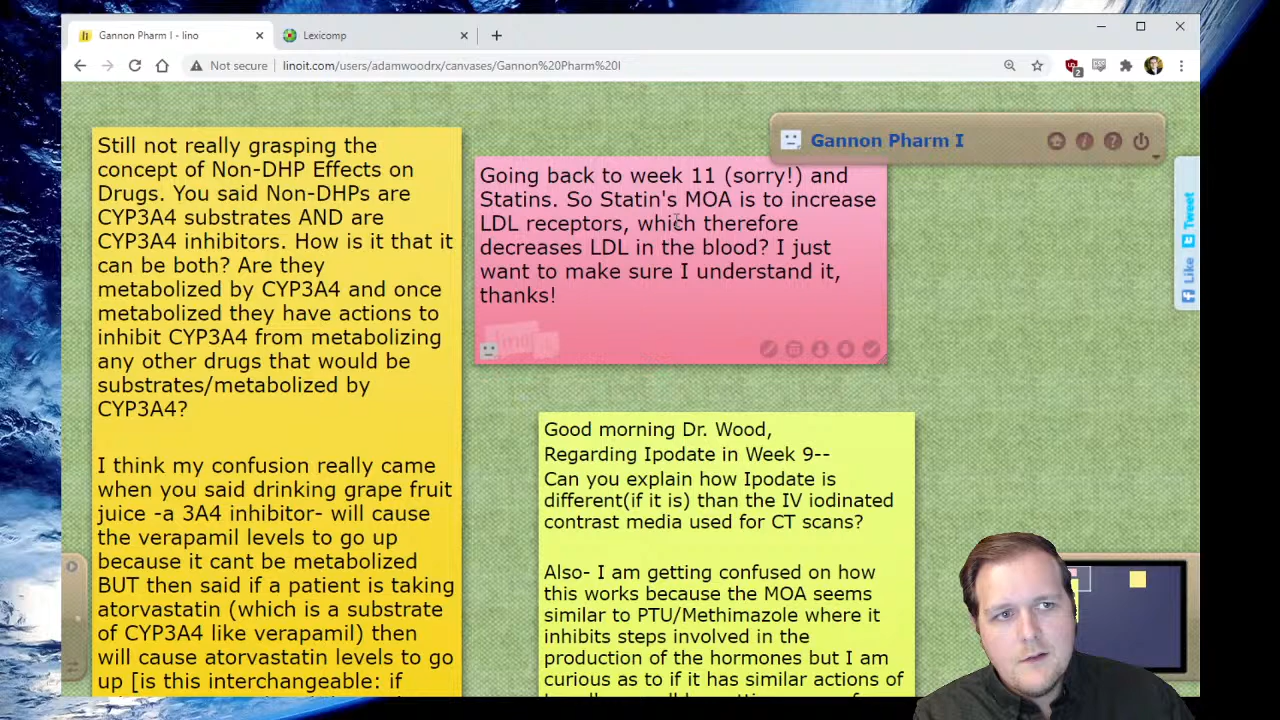 Gannon Pharm I - lino
Lexicomp
Not secure
linoit.com/users/adamwoodrx/canvases/Gannon%20Pharm%20I
2
Gannon Pharm I
Still not really grasping the
concept of Non-DHP Effects on
Drugs. You said Non-DHPs are
CYP3A4 substrates AND are
CYP3A4 inhibitors. How is it that it
can be both? Are they
metabolized by CYP3A4 and once
metabolized they have actions to
inhibit CYP3A4 from metabolizing
any other drugs that would be
substrates/metabolized by
CYP3A4?
I think my confusion really came
when you said drinking grape fruit
juice -a 3A4 inhibitor- will cause
the verapamil levels to go up
because it cant be metabolized
BUT then said if a patient is taking
atorvastatin (which is a substrate
of CYP3A4 like verapamil) then
will cause atorvastatin levels to go
up [is this interchangeable: if
Going back to week 11 (sorry!) and
Statins. So Statin's MOA is to increase
LDL receptors, which therefore
decreases LDL in the blood? I just
want to make sure I understand it,
thanks!
Good morning Dr. Wood,
Regarding Ipodate in Week 9--
Can you explain how Ipodate is
different(if it is) than the IV iodinated
contrast media used for CT scans?
Also- I am getting confused on how
this works because the MOA seems
similar to PTU/Methimazole where it
inhibits steps involved in the
production of the hormones but I am
curious as to if it has similar actions of
Tweet
Like